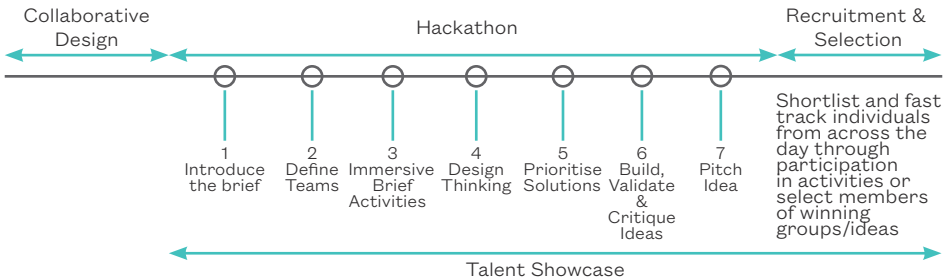 Collaborative
Design
Hackathon
Recruitment &
Selection
1
Introduce
the brief
2
Define
Teams
3
Immersive
Brief
Activities
4
Design
Thinking
5
Prioritise
Solutions
6
Build,
Validate
&
Critique
Ideas
7
Pitch
Idea
Shortlist and fast
track individuals
from across the
day through
participation
in activities or
select members
of winning
groups/ideas
Talent Showcase